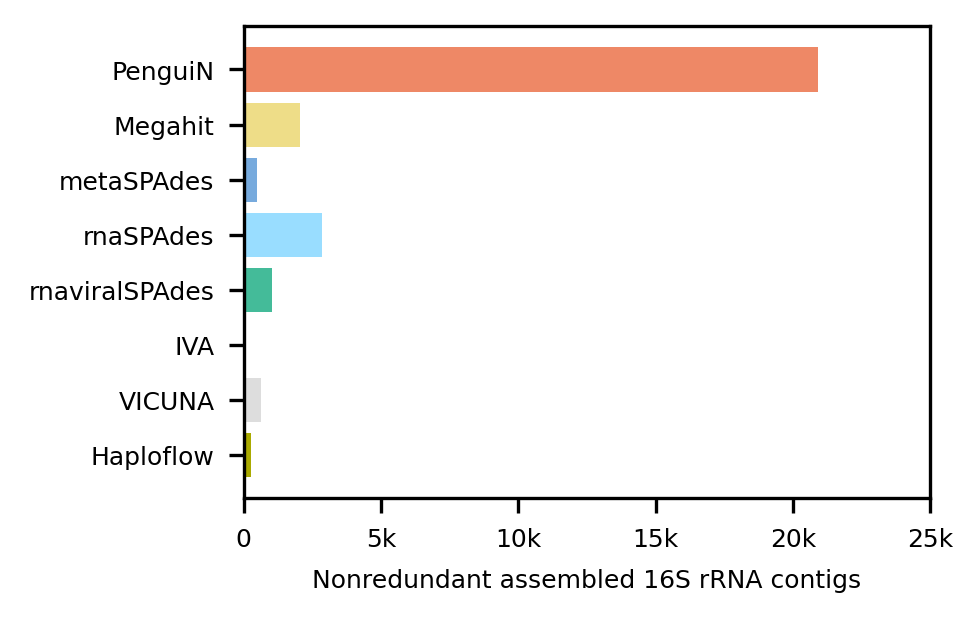 PenguiN
Megahit
metaSPAdes
rnaSPAdes
rnaviralSPAdes
IVA
VICUNA
Haploflow
0 5k 10k 15k 20k 25k
Nonredundant assembled 16S rRNA contigs